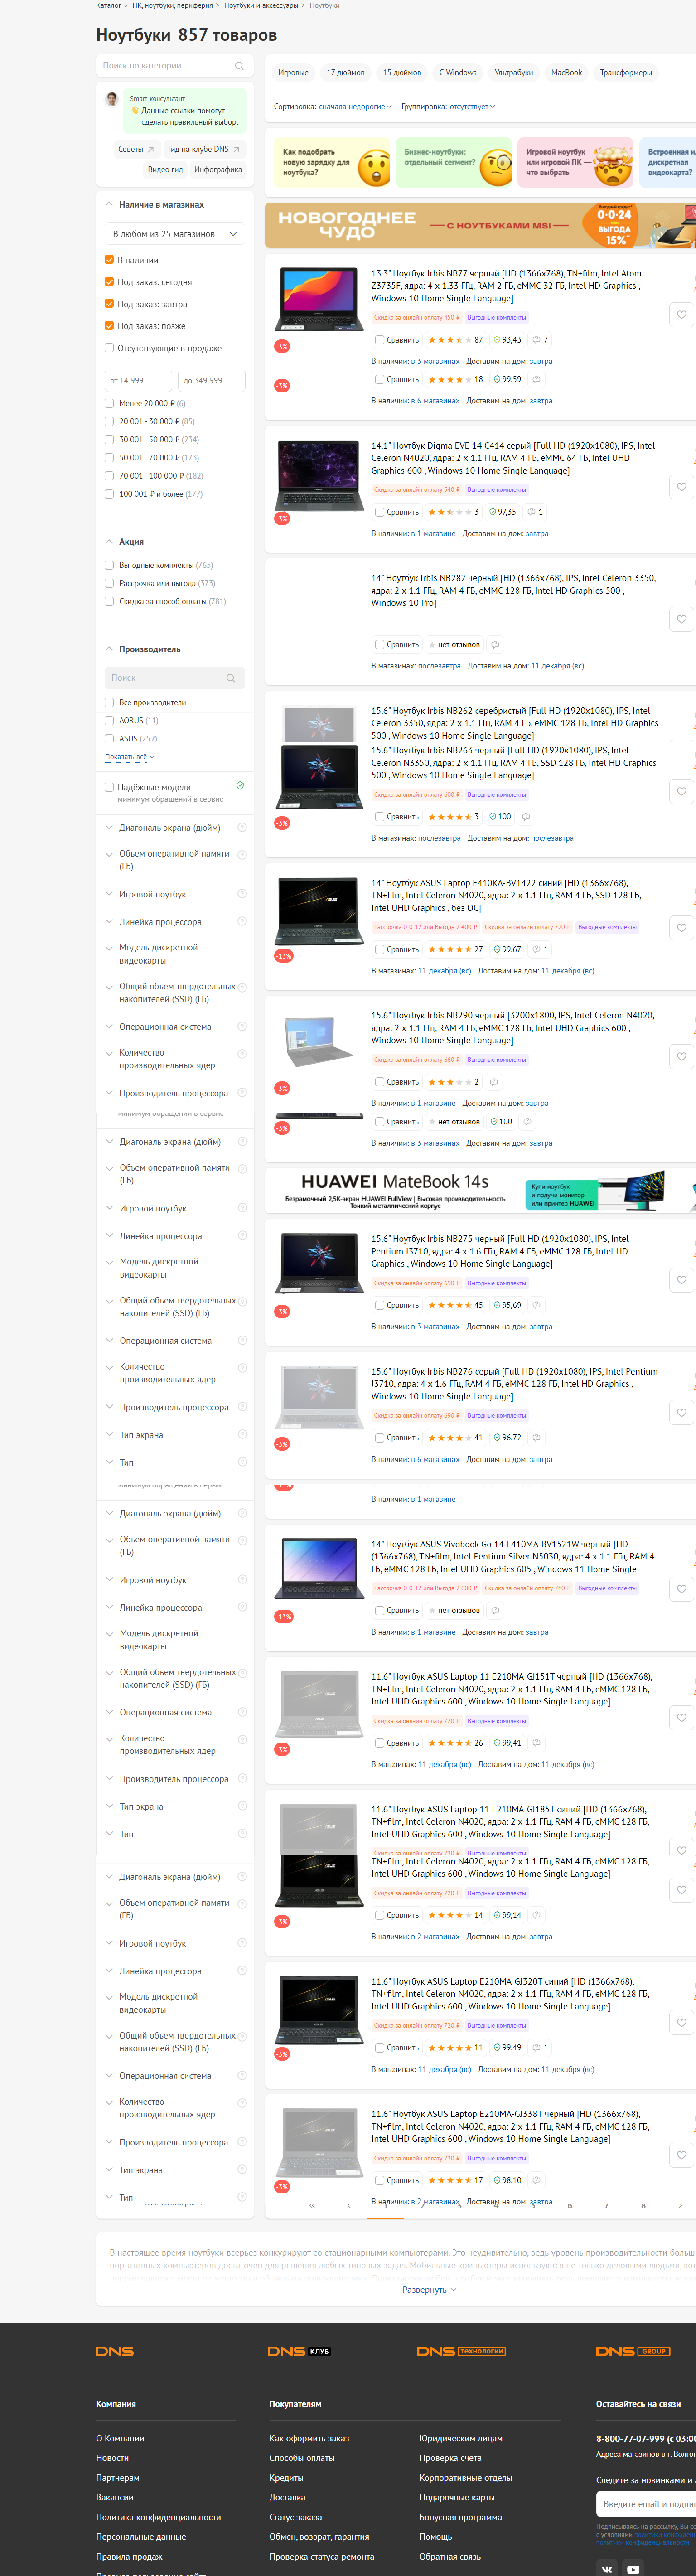 Каталог > ПК, ноутбуки, периферия > Ноутбуки и аксессуары > Ноутбуки
Ноутбуки 857 товаров
Поиск по категории
Smart-консультант
👋 Данные ссылки помогут
сделать правильный выбор:
Советы
Гид на клубе DNS
Видео гид
Инфографика
Наличие в магазинах
В любом из 25 магазинов
В наличии
Под заказ: сегодня
Под заказ: завтра
Под заказ: позже
Отсутствующие в продаже
от 14 999
до 349 999
Менее 20 000 ₽ (6)
20 001 - 30 000 ₽ (85)
30 001 - 50 000 ₽ (234)
50 001 - 70 000 ₽ (173)
70 001 - 100 000 ₽ (182)
100 001 ₽ и более (177)
Акция
Выгодные комплекты (765)
Рассрочка или выгода (373)
Скидка за способ оплаты (781)
Производитель
Поиск
Все производители
AORUS (11)
ASUS (252)
Показать всё
Надёжные модели
минимум обращений в сервис
Диагональ экрана (дюйм)
Объем оперативной памяти
(ГБ)
Игровой ноутбук
Линейка процессора
Модель дискретной
видеокарты
Общий объем твердотельных
накопителей (SSD) (ГБ)
Операционная система
Количество
производительных ядер
Производитель процессора
минимум обращений в сервис
Диагональ экрана (дюйм)
Объем оперативной памяти
(ГБ)
Игровой ноутбук
Линейка процессора
Модель дискретной
видеокарты
Общий объем твердотельных
накопителей (SSD) (ГБ)
Операционная система
Количество
производительных ядер
Производитель процессора
Тип экрана
Тип
минимум обращений в сервис
Диагональ экрана (дюйм)
Объем оперативной памяти
(ГБ)
Игровой ноутбук
Линейка процессора
Модель дискретной
видеокарты
Общий объем твердотельных
накопителей (SSD) (ГБ)
Операционная система
Количество
производительных ядер
Производитель процессора
Тип экрана
Тип
Диагональ экрана (дюйм)
Объем оперативной памяти
(ГБ)
Игровой ноутбук
Линейка процессора
Модель дискретной
видеокарты
Общий объем твердотельных
накопителей (SSD) (ГБ)
Операционная система
Количество
производительных ядер
Производитель процессора
Тип экрана
Тип
Игровые
17 дюймов
15 дюймов
С Windows
Ультрабуки
MacBook
Трансформеры
Сортировка: сначала недорогие
Группировка: отсутствует
Как подобрать
новую зарядку для
ноутбука?
Бизнес-ноутбуки:
отдельный сегмент?
Игровой ноутбук
или игровой ПК —
что выбрать
дискретная
видеокарта?
НОВОГОДНЕЕ
ЧУДО
— С НОУТБУКАМИ MSI —
0-0-24
ВЫГОДА
15%
13.3" Ноутбук Irbis NB77 черный [HD (1366x768), TN+film, Intel Atom
Z3735F, ядра: 4 х 1.33 ГГц, RAM 2 ГБ, eMMC 32 ГБ, Intel HD Graphics ,
Windows 10 Home Single Language]
Скидка за онлайн оплату 450 ₽
Выгодные комплекты
-3%
Сравнить
87
93,43
7
В наличии: в 3 магазинах Доставим на дом: завтра
-3%
Сравнить
18
99,59
В наличии: в 6 магазинах Доставим на дом: завтра
14.1" Ноутбук Digma EVE 14 C414 серый [Full HD (1920x1080), IPS, Intel
Celeron N4020, ядра: 2 х 1.1 ГГц, RAM 4 ГБ, eMMC 64 ГБ, Intel UHD
Graphics 600 , Windows 10 Home Single Language]
Скидка за онлайн оплату 540 ₽
Выгодные комплекты
-3%
Сравнить
3
97,35
1
В наличии: в 1 магазине Доставим на дом: завтра
14" Ноутбук Irbis NB282 черный [HD (1366x768), IPS, Intel Celeron 3350,
ядра: 2 х 1.1 ГГц, RAM 4 ГБ, eMMC 128 ГБ, Intel HD Graphics 500 ,
Windows 10 Pro]
Сравнить
нет отзывов
В магазинах: послезавтра Доставим на дом: 11 декабря (вс)
15.6" Ноутбук Irbis NB262 серебристый [Full HD (1920x1080), IPS, Intel
Celeron 3350, ядра: 2 х 1.1 ГГц, RAM 4 ГБ, eMMC 128 ГБ, Intel HD Graphics
500 , Windows 10 Home Single Language]
15.6" Ноутбук Irbis NB263 черный [Full HD (1920x1080), IPS, Intel
Celeron N3350, ядра: 2 х 1.1 ГГц, RAM 4 ГБ, SSD 128 ГБ, Intel HD Graphics
500 , Windows 10 Home Single Language]
Скидка за онлайн оплату 600 ₽
Выгодные комплекты
-3%
Сравнить
3
100
В магазинах: послезавтра Доставим на дом: послезавтра
14" Ноутбук ASUS Laptop E410KA-BV1422 синий [HD (1366x768),
TN+film, Intel Celeron N4020, ядра: 2 х 1.1 ГГц, RAM 4 ГБ, SSD 128 ГБ,
Intel UHD Graphics , без ОС]
Рассрочка 0-0-12 или Выгода 2 400 ₽
Скидка за онлайн оплату 720 ₽
Выгодные комплекты
-13%
Сравнить
27
99,67
1
В магазинах: 11 декабря (вс) Доставим на дом: 11 декабря (вс)
15.6" Ноутбук Irbis NB290 черный [3200x1800, IPS, Intel Celeron N4020,
ядра: 2 х 1.1 ГГц, RAM 4 ГБ, eMMC 128 ГБ, Intel UHD Graphics 600 ,
Windows 10 Home Single Language]
Скидка за онлайн оплату 660 ₽
Выгодные комплекты
-3%
Сравнить
2
В наличии: в 1 магазине Доставим на дом: завтра
-3%
Сравнить
нет отзывов
100
В наличии: в 3 магазинах Доставим на дом: завтра
HUAWEI MateBook 14s
Безрамочный 2,5K-экран HUAWEI FullView | Высокая производительность
Тонкий металлический корпус
Купи ноутбук
и получи монитор
или принтер HUAWEI
15.6" Ноутбук Irbis NB275 черный [Full HD (1920x1080), IPS, Intel
Pentium J3710, ядра: 4 х 1.6 ГГц, RAM 4 ГБ, eMMC 128 ГБ, Intel HD
Graphics , Windows 10 Home Single Language]
Скидка за онлайн оплату 690 ₽
Выгодные комплекты
-3%
Сравнить
45
95,69
В наличии: в 3 магазинах Доставим на дом: завтра
15.6" Ноутбук Irbis NB276 серый [Full HD (1920x1080), IPS, Intel Pentium
J3710, ядра: 4 х 1.6 ГГц, RAM 4 ГБ, eMMC 128 ГБ, Intel HD Graphics ,
Windows 10 Home Single Language]
Скидка за онлайн оплату 690 ₽
Выгодные комплекты
-3%
Сравнить
41
96,72
В наличии: в 6 магазинах Доставим на дом: завтра
В наличии: в 1 магазине
14" Ноутбук ASUS Vivobook Go 14 E410MA-BV1521W черный [HD
(1366x768), TN+film, Intel Pentium Silver N5030, ядра: 4 х 1.1 ГГц, RAM 4
ГБ, eMMC 128 ГБ, Intel UHD Graphics 605 , Windows 11 Home Single
Рассрочка 0-0-12 или Выгода 2 600 ₽
Скидка за онлайн оплату 780 ₽
Выгодные комплекты
-13%
Сравнить
нет отзывов
В наличии: в 1 магазине Доставим на дом: завтра
11.6" Ноутбук ASUS Laptop 11 E210MA-GJ151T черный [HD (1366x768),
TN+film, Intel Celeron N4020, ядра: 2 х 1.1 ГГц, RAM 4 ГБ, eMMC 128 ГБ,
Intel UHD Graphics 600 , Windows 10 Home Single Language]
Скидка за онлайн оплату 720 ₽
Выгодные комплекты
-3%
Сравнить
26
99,41
В магазинах: 11 декабря (вс) Доставим на дом: 11 декабря (вс)
11.6" Ноутбук ASUS Laptop 11 E210MA-GJ185T синий [HD (1366x768),
TN+film, Intel Celeron N4020, ядра: 2 х 1.1 ГГц, RAM 4 ГБ, eMMC 128 ГБ,
Intel UHD Graphics 600 , Windows 10 Home Single Language]
Скидка за онлайн оплату 720 ₽
Выгодные комплекты
TN+film, Intel Celeron N4020, ядра: 2 х 1.1 ГГц, RAM 4 ГБ, eMMC 128 ГБ,
Intel UHD Graphics 600 , Windows 10 Home Single Language]
Скидка за онлайн оплату 720 ₽
Выгодные комплекты
-3%
Сравнить
14
99,14
В наличии: в 2 магазинах Доставим на дом: завтра
11.6" Ноутбук ASUS Laptop E210MA-GJ320T синий [HD (1366x768),
TN+film, Intel Celeron N4020, ядра: 2 х 1.1 ГГц, RAM 4 ГБ, eMMC 128 ГБ,
Intel UHD Graphics 600 , Windows 10 Home Single Language]
Скидка за онлайн оплату 720 ₽
Выгодные комплекты
-3%
Сравнить
11
99,49
1
В магазинах: 11 декабря (вс) Доставим на дом: 11 декабря (вс)
11.6" Ноутбук ASUS Laptop E210MA-GJ338T черный [HD (1366x768),
TN+film, Intel Celeron N4020, ядра: 2 х 1.1 ГГц, RAM 4 ГБ, eMMC 128 ГБ,
Intel UHD Graphics 600 , Windows 10 Home Single Language]
Скидка за онлайн оплату 720 ₽
Выгодные комплекты
-3%
Сравнить
17
98,10
В наличии: в 2 магазинах Доставим на дом: завтра
1 2 3 4 5 6 7 8
В настоящее время ноутбуки всерьез конкурируют со стационарными компьютерами. Это неудивительно, ведь уровень производительности
портативных компьютеров достаточен для решения любых типовых задач. Мобильные компьютеры используются не только деловыми людьми,
Развернуть
DNS
DNS КЛУБ
DNS ТЕХНОЛОГИИ
DNS GROUP
Компания
О Компании
Новости
Партнерам
Вакансии
Политика конфиденциальности
Персональные данные
Правила продаж
Покупателям
Как оформить заказ
Способы оплаты
Кредиты
Доставка
Статус заказа
Обмен, возврат, гарантия
Проверка статуса ремонта
Юридическим лицам
Проверка счета
Корпоративные отделы
Подарочные карты
Бонусная программа
Помощь
Обратная связь
Оставайтесь на связи
8-800-77-07-999 (с 03:00
Адреса магазинов в г.
Следите за новинками и
Введите email и
Подписываясь на рассылку, Вы
с условиями политики
политики конфиденциальности